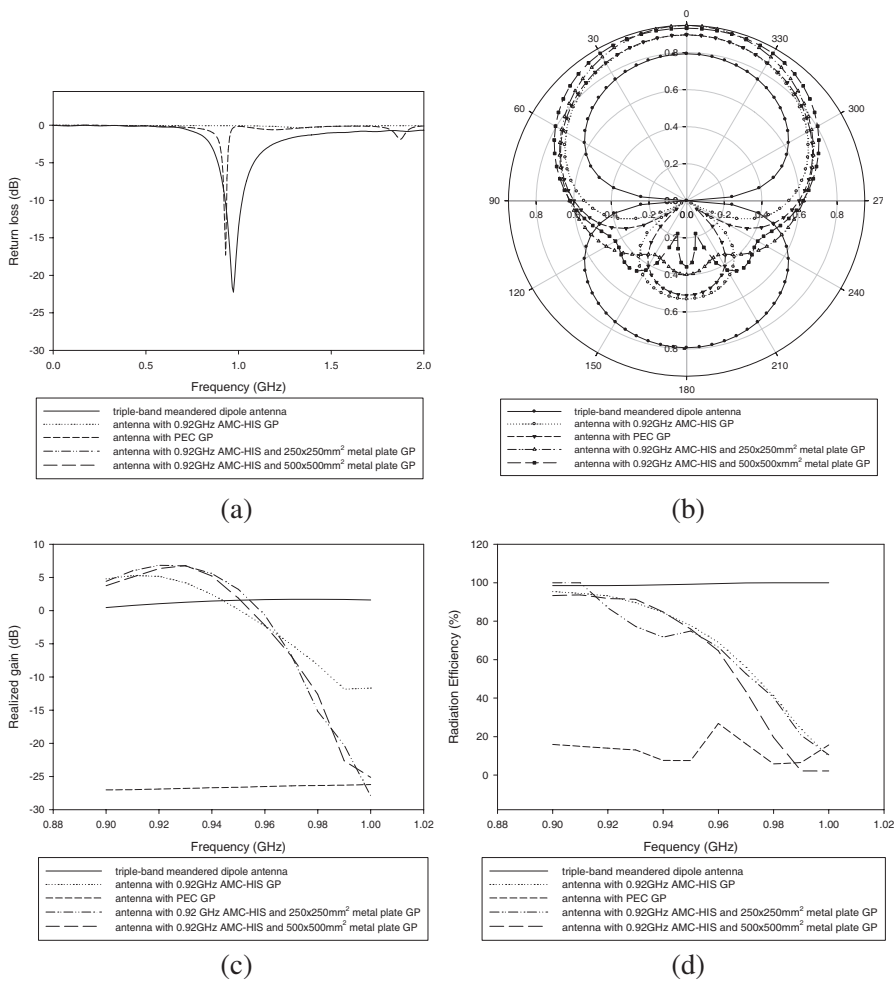 0
-5
-10
-15
-20
-25
-30
0.0 0.5 1.0 1.5 2.0
Return loss (dB)
Frequency (GHz)
triple-band meandered dipole antenna
antenna with 0.92GHz AMC-HIS GP
antenna with PEC GP
antenna with 0.92GHz AMC-HIS and 250x250mm² metal plate GP
antenna with 0.92GHz AMC-HIS and 500x500mm² metal plate GP
(a)
0
30 330
60 300
90 27
120 240
150 210
180
0.8
0.6
0.4
0.2
0.8 0.6 0.4 0.2 0.0 0.2 0.4 0.6 0.8
0.4
0.6
0.8
triple-band meandered dipole antenna
antenna with 0.92GHz AMC-HIS GP
antenna with PEC GP
antenna with 0.92GHz AMC-HIS and 250x250mm² metal plate GP
antenna with 0.92GHz AMC-HIS and 500x500xmm² metal plate GP
(b)
10
5
0
-5
-10
-15
-20
-25
-30
0.88 0.90 0.92 0.94 0.96 0.98 1.00 1.02
Realized gain (dB)
Frequency (GHz)
triple-band meandered dipole antenna
antenna with 0.92GHz AMC-HIS GP
antenna with PEC GP
antenna with 0.92 GHz AMC-HIS and 250x250mm² metal plate GP
antenna with 0.92GHz AMC-HIS and 500x500mm² metal plate GP
(c)
120
100
80
60
40
20
0
0.88 0.90 0.92 0.94 0.96 0.98 1.00 1.02
Radiation Efficiency (%)
Frequency (GHz)
triple-band meandered dipole antenna
antenna with 0.92GHz AMC-HIS GP
antenna with PEC GP
antenna with 0.92GHz AMC-HIS and 250x250mm² metal plate GP
antenna with 0.92GHz AMC-HIS and 500x500mm² metal plate GP
(d)